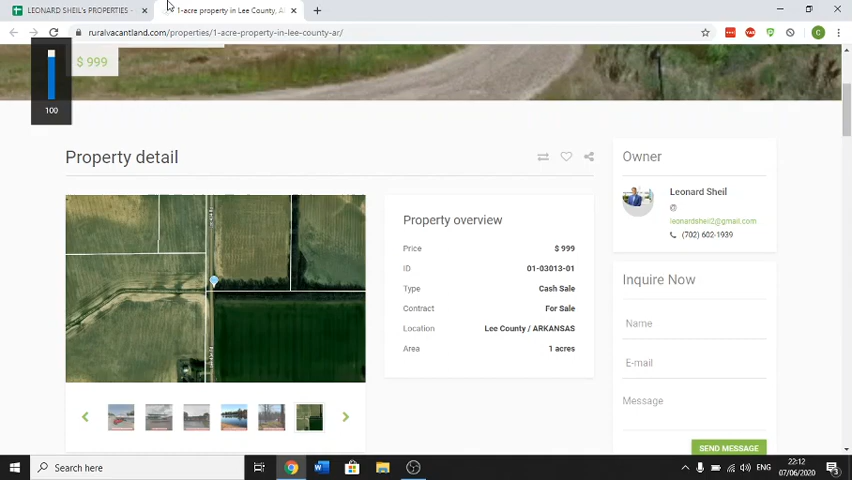 LEONARD SHEIL's PROPERTIES -
1-acre property in Lee County, A
ruralvacantland.com/properties/1-acre-property-in-lee-county-ar/
C
$ 999
100
Property detail
Property overview
Price $ 999
ID 01-03013-01
Type Cash Sale
Contract For Sale
Location Lee County / ARKANSAS
Area 1 acres
Owner
Leonard Sheil
@
leonardsheil2@gmail.com
(702) 602-1939
Inquire Now
Name
E-mail
Message
SEND MESSAGE
Search here
ENG
22:12
07/06/2020